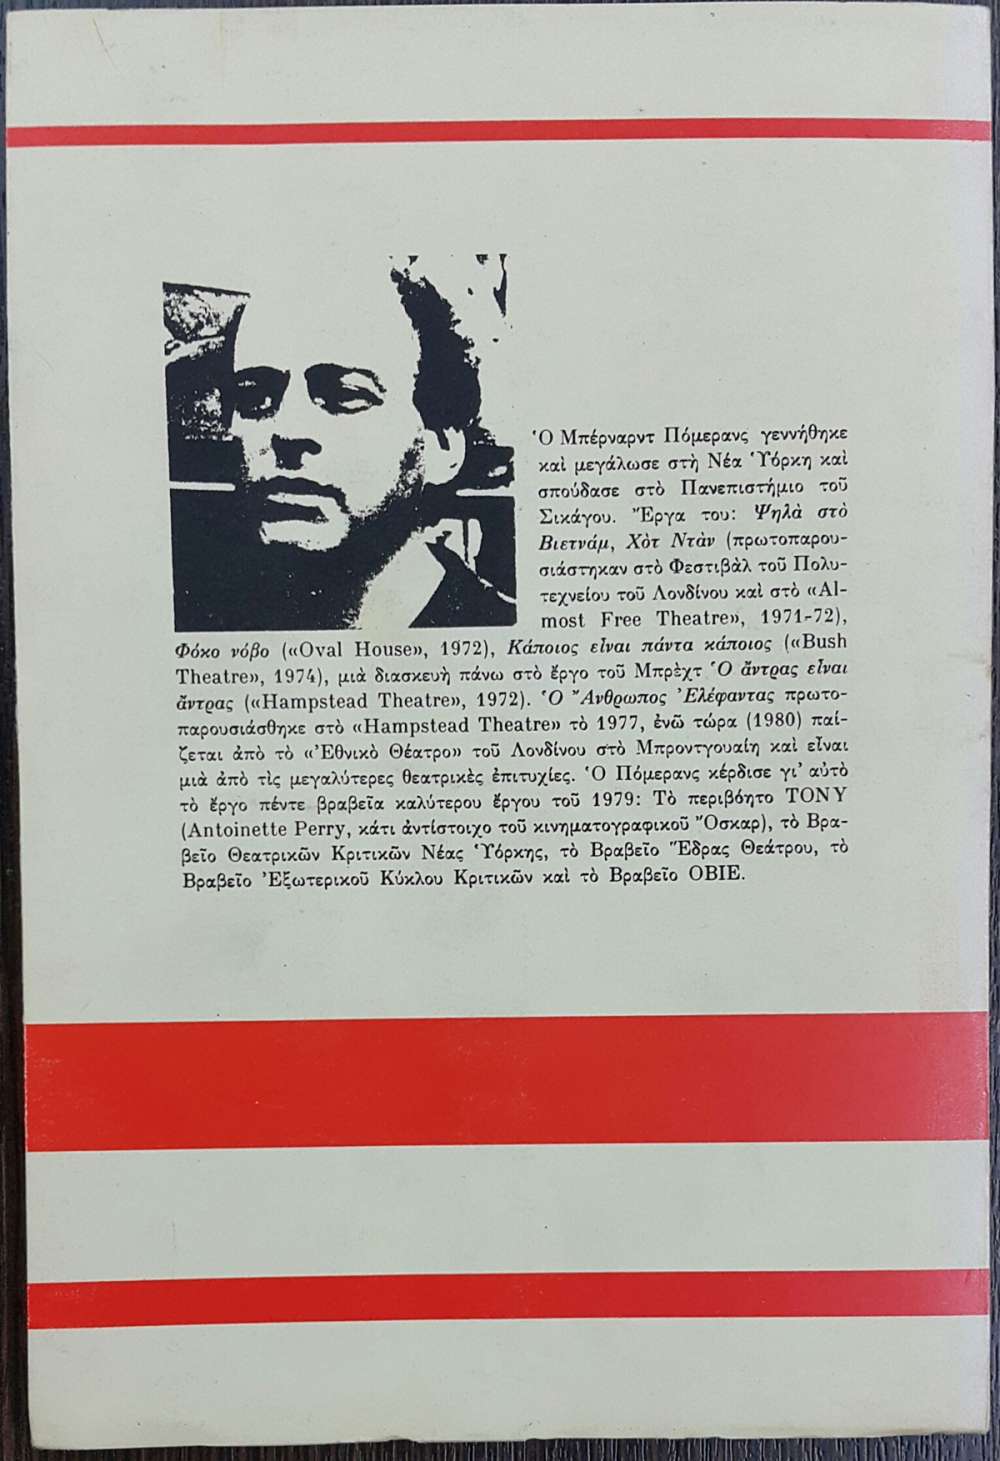 Ὁ Μπέρναρντ Πόμερανς γεννήθηκε
καὶ μεγάλωσε στὴ Νέα Ὑόρκη καὶ
σπούδασε στὸ Πανεπιστήμιο τοῦ
Σικάγου. Ἔργα του: Ψηλὰ στὸ
Βιετνάμ, Χὸτ Ντὰν (πρωτοπαρου-
σιάστηκαν στὸ Φεστιβὰλ τοῦ Πολυ-
τεχνείου τοῦ Λονδίνου καὶ στὸ «Al-
most Free Theatre», 1971-72),
Φόκο νόβο («Oval House», 1972), Κάποιος εἶναι πάντα κάποιος («Bush
Theatre», 1974), μιὰ διασκευὴ πάνω στὸ ἔργο τοῦ Μπρὲχτ Ὁ ἄντρας εἶναι
ἄντρας («Hampstead Theatre», 1972). Ὁ Ἄνθρωπος Ἐλέφαντας πρωτο-
παρουσιάσθηκε στὸ «Hampstead Theatre» τὸ 1977, ἐνῶ τώρα (1980) παί-
ζεται ἀπὸ τὸ «Ἐθνικὸ Θέατρο» τοῦ Λονδίνου στὸ Μπροντγουαίη καὶ εἶναι
μιὰ ἀπὸ τὶς μεγαλύτερες θεατρικὲς ἐπιτυχίες. Ὁ Πόμερανς κέρδισε γι' αὐτὸ
τὸ ἔργο πέντε βραβεῖα καλύτερου ἔργου τοῦ 1979: Τὸ περιβόητο TONY
(Antoinette Perry, κάτι ἀντίστοιχο τοῦ κινηματογραφικοῦ Ὄσκαρ), τὸ Βρα-
βεῖο Θεατρικῶν Κριτικῶν Νέας Ὑόρκης, τὸ Βραβεῖο Ἕδρας Θεάτρου, τὸ
Βραβεῖο Ἐξωτερικοῦ Κύκλου Κριτικῶν καὶ τὸ Βραβεῖο OBIE.